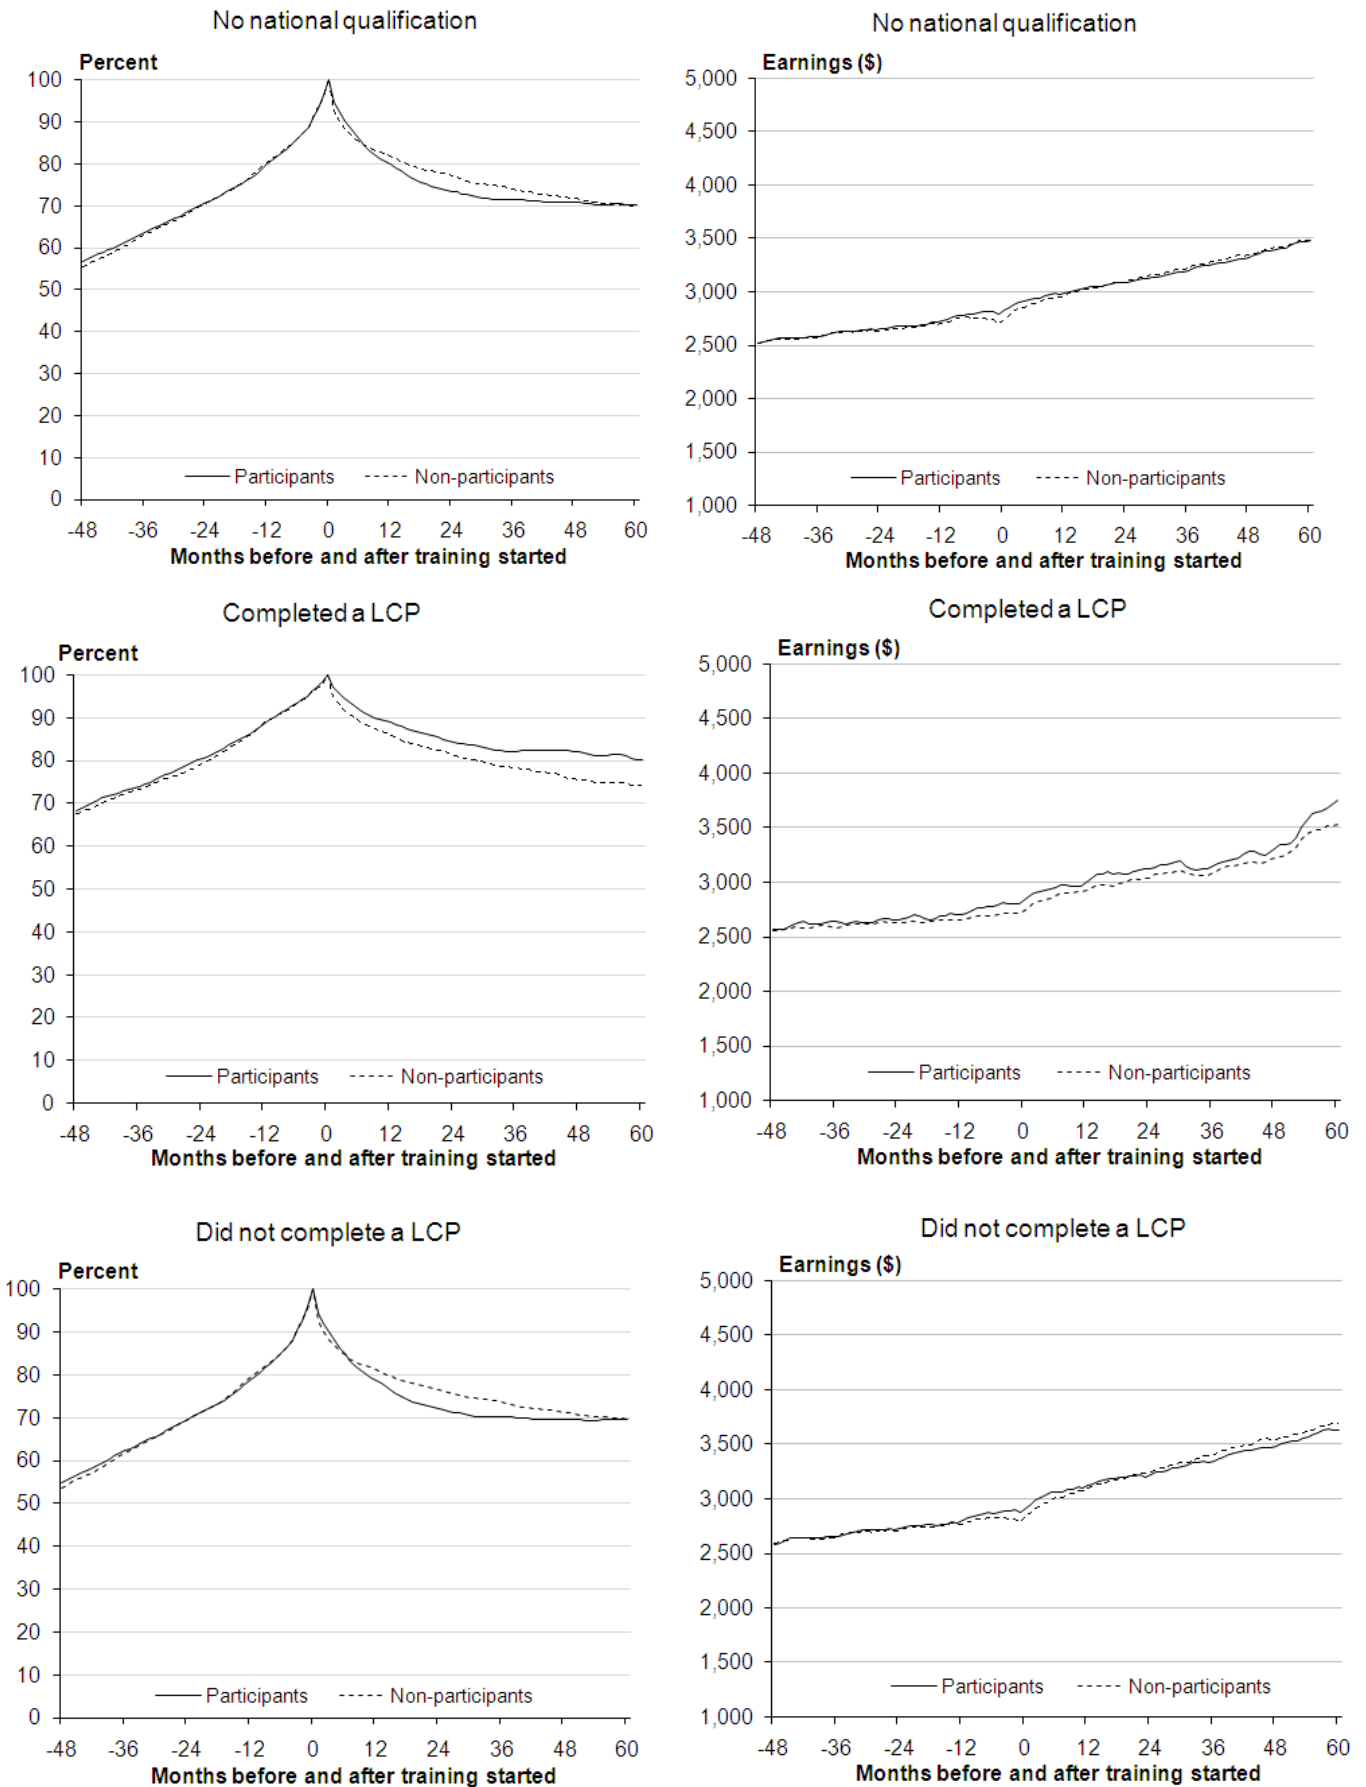 No national qualification
Percent
100
90
80
70
60
50
40
30
20
10
0
Participants Non-participants
-48 -36 -24 -12 0 12 24 36 48 60
Months before and after training started
No national qualification
Earnings ($)
5,000
4,500
4,000
3,500
3,000
2,500
2,000
1,500
1,000
Participants Non-participants
-48 -36 -24 -12 0 12 24 36 48 60
Months before and after training started
Completed a LCP
Percent
100
90
80
70
60
50
40
30
20
10
0
Participants Non-participants
-48 -36 -24 -12 0 12 24 36 48 60
Months before and after training started
Completed a LCP
Earnings ($)
5,000
4,500
4,000
3,500
3,000
2,500
2,000
1,500
1,000
Participants Non-participants
-48 -36 -24 -12 0 12 24 36 48 60
Months before and after training started
Did not complete a LCP
Percent
100
90
80
70
60
50
40
30
20
10
0
Participants Non-participants
-48 -36 -24 -12 0 12 24 36 48 60
Months before and after training started
Did not complete a LCP
Earnings ($)
5,000
4,500
4,000
3,500
3,000
2,500
2,000
1,500
1,000
Participants Non-participants
-48 -36 -24 -12 0 12 24 36 48 60
Months before and after training started